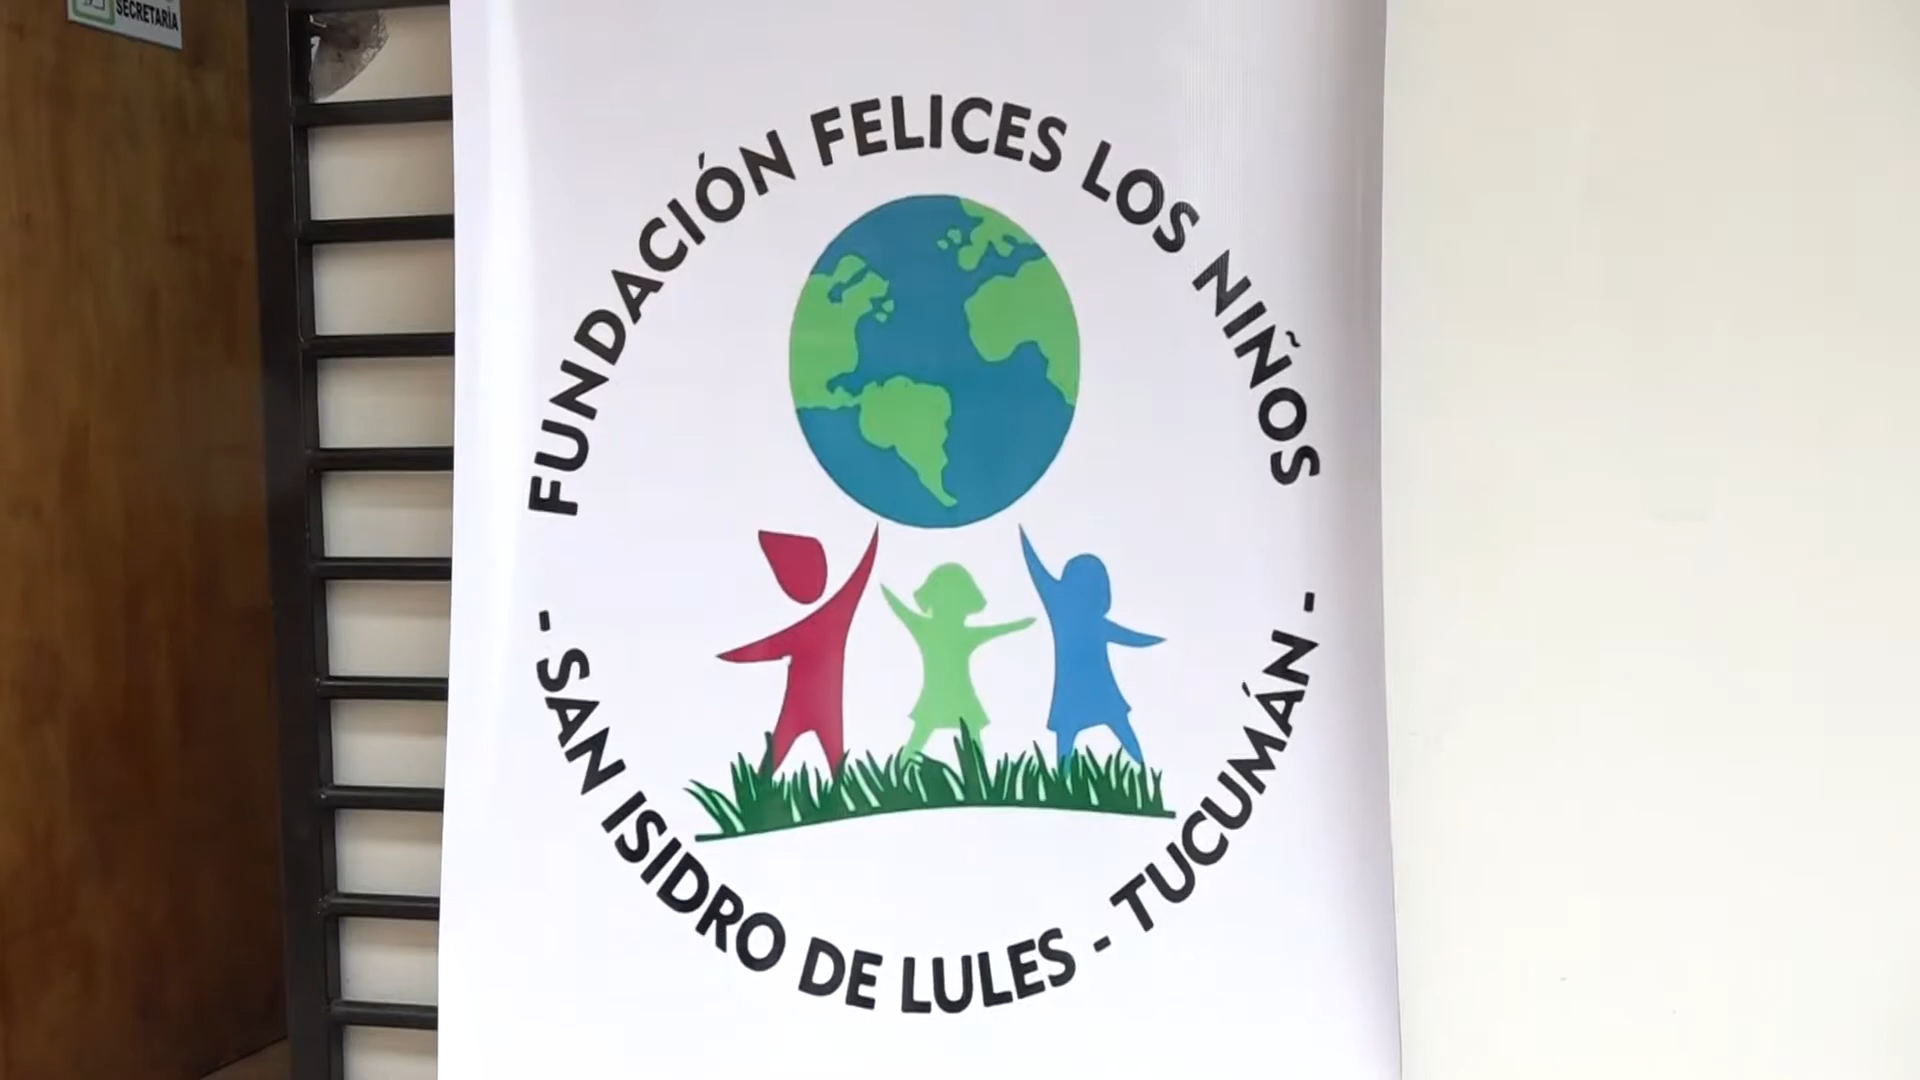 SECRETARÍA
FUNDACIÓN FELICES LOS NIÑOS
- SAN ISIDRO DE LULES - TUCUMÁN -